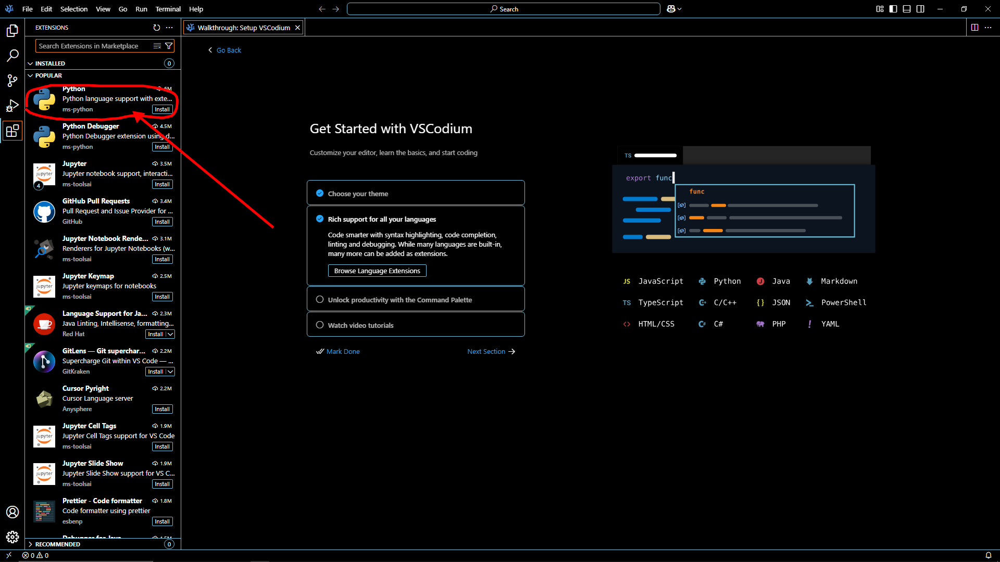 File Edit Selection View Go Run Terminal Help
Search
EXTENSIONS
Walkthrough: Setup VSCodium
Search Extensions in Marketplace
Go Back
INSTALLED 0
POPULAR
Python 5M
Python language support with exte...
ms-python Install
Python Debugger 4.5M
Python Debugger extension using d...
ms-python Install
Jupyter 3.5M
Jupyter notebook support, interacti...
ms-toolsai Install
4
GitHub Pull Requests 3.4M
Pull Request and Issue Provider for ...
GitHub Install
Jupyter Notebook Rende... 3.1M
Renderers for Jupyter Notebooks (w...
ms-toolsai Install
Jupyter Keymap 2.5M
Jupyter keymaps for notebooks
ms-toolsai Install
Language Support for Ja... 2.3M
Java Linting, Intellisense, formatting...
Red Hat Install
GitLens — Git supercharg... 2.2M
Supercharge Git within VS Code — ...
GitKraken Install
Cursor Pyright 2.2M
Cursor Language server
Anysphere Install
Jupyter Cell Tags 1.9M
Jupyter Cell Tags support for VS Code
ms-toolsai Install
Jupyter Slide Show 1.9M
Jupyter Slide Show support for VS C...
ms-toolsai Install
Prettier - Code formatter 1.8M
Code formatter using prettier
esbenp Install
Debugger for Java 1.5M
RECOMMENDED 0
0 0
Get Started with VSCodium
Customize your editor, learn the basics, and start coding
Choose your theme
Rich support for all your languages
Code smarter with syntax highlighting, code completion,
linting and debugging. While many languages are built-in,
many more can be added as extensions.
Browse Language Extensions
Unlock productivity with the Command Palette
Watch video tutorials
Mark Done Next Section
TS
export func
func
JS JavaScript Python J Java Markdown
TS TypeScript C/C++ {} JSON PowerShell
<> HTML/CSS C# PHP ! YAML